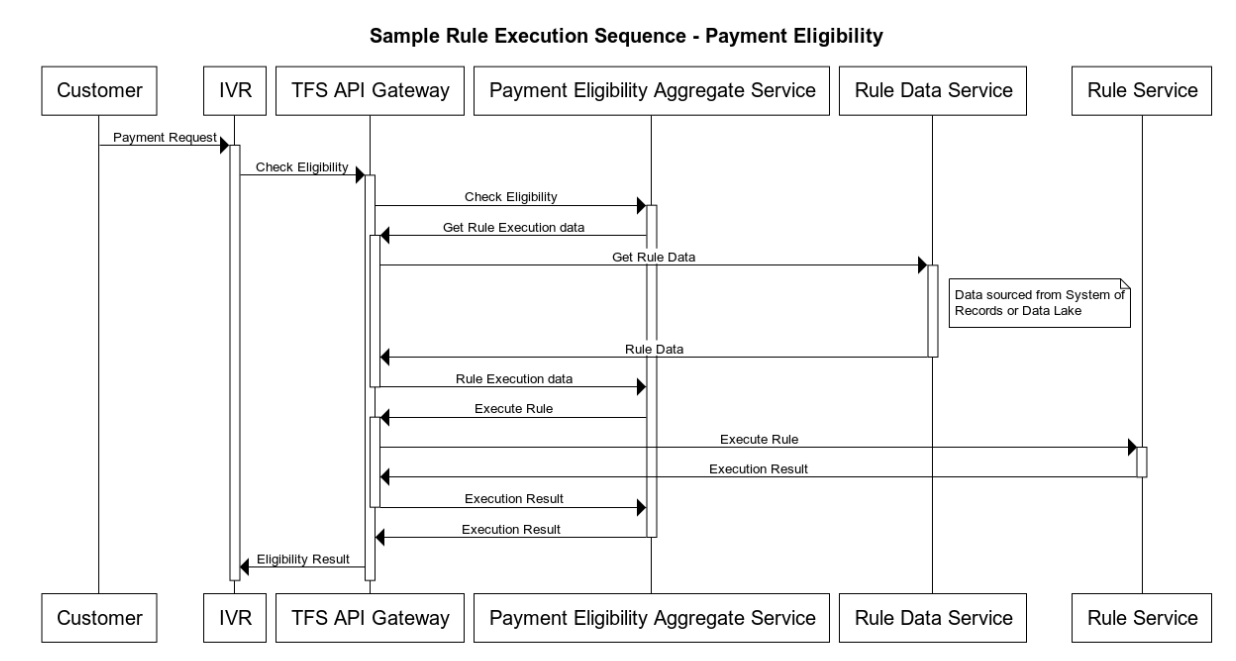 Sample Rule Execution Sequence - Payment Eligibility
Customer
IVR
TFS API Gateway
Payment Eligibility Aggregate Service
Rule Data Service
Rule Service
Payment Request
Check Eligibility
Check Eligibility
Get Rule Execution data
Get Rule Data
Data sourced from System of
Records or Data Lake
Rule Data
Rule Execution data
Execute Rule
Execute Rule
Execution Result
Execution Result
Execution Result
Eligibility Result
Customer
IVR
TFS API Gateway
Payment Eligibility Aggregate Service
Rule Data Service
Rule Service